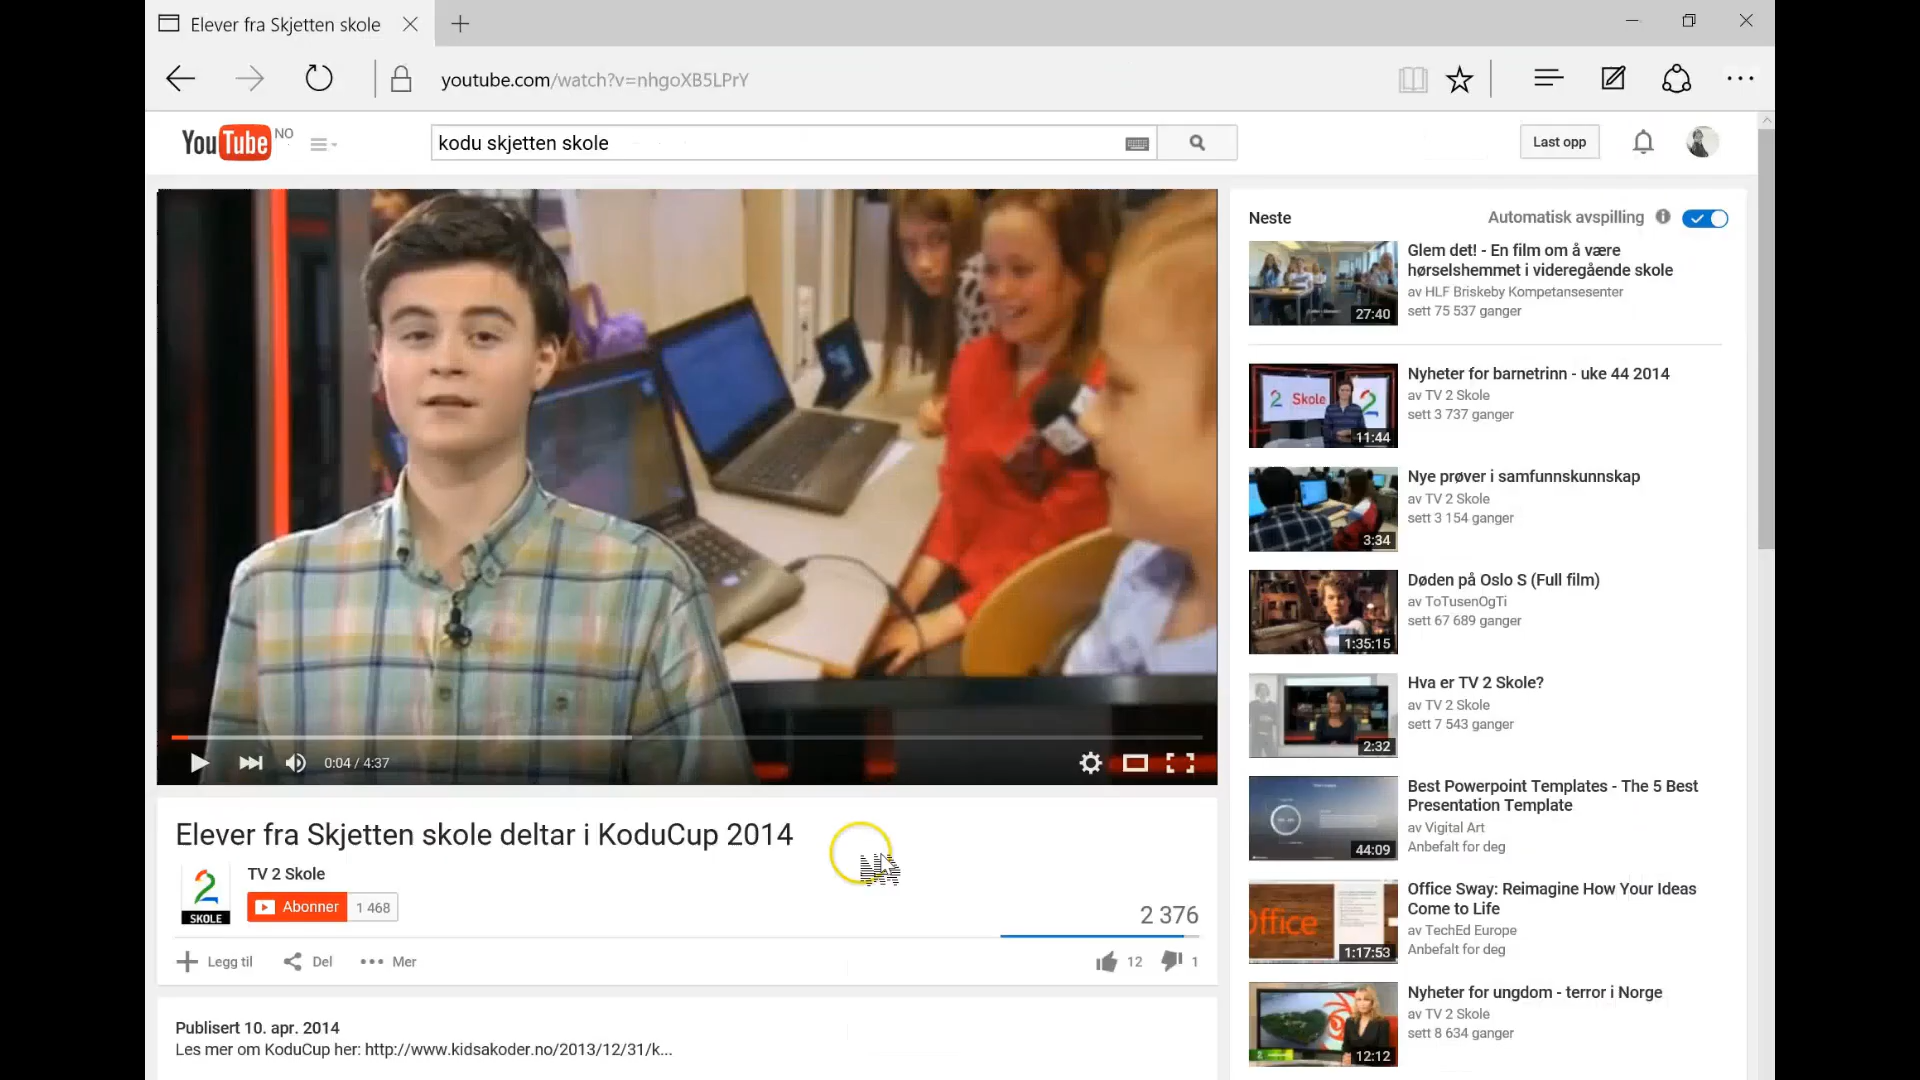 Elever fra Skjetten skole
youtube.com/watch?v=nhgoXB5LPrY
YouTube NO
kodu skjetten skole
Last opp
0:04 / 4:37
Elever fra Skjetten skole deltar i KoduCup 2014
2
SKOLE
TV 2 Skole
Abonner 1 468
2 376
Legg til
Del
Mer
12
1
Publisert 10. apr. 2014
Les mer om KoduCup her: http://www.kidsakoder.no/2013/12/31/k...
Neste
Automatisk avspilling
27:40
Glem det! - En film om å være
hørselshemmet i videregående skole
av HLF Briskeby Kompetansesenter
sett 75 537 ganger
2 Skole 2
11:44
Nyheter for barnetrinn - uke 44 2014
av TV 2 Skole
sett 3 737 ganger
3:34
Nye prøver i samfunnskunnskap
av TV 2 Skole
sett 3 154 ganger
1:35:15
Døden på Oslo S (Full film)
av ToTusenOgTi
sett 67 689 ganger
2:32
Hva er TV 2 Skole?
av TV 2 Skole
sett 7 543 ganger
44:09
Best Powerpoint Templates - The 5 Best
Presentation Template
av Vigital Art
Anbefalt for deg
Office
1:17:53
Office Sway: Reimagine How Your Ideas
Come to Life
av TechEd Europe
Anbefalt for deg
12:12
Nyheter for ungdom - terror i Norge
av TV 2 Skole
sett 8 634 ganger